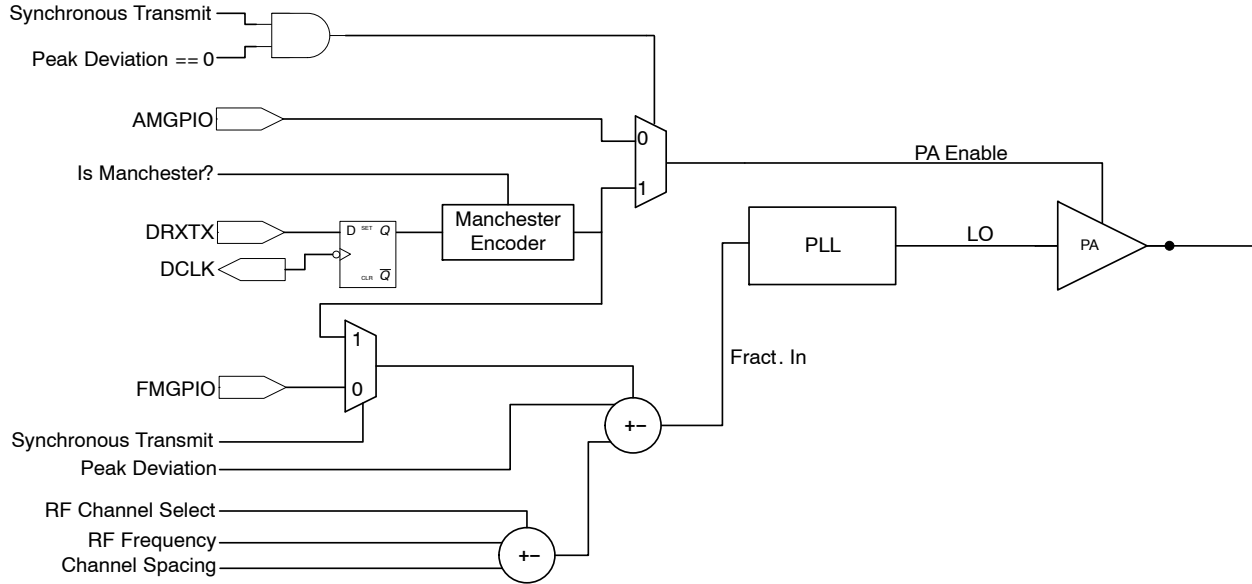 Synchronous Transmit
Peak Deviation == 0
AMGPIO
0
PA Enable
Is Manchester?
1
DRXTX
D SET Q
Manchester
Encoder
PLL
LO
PA
DCLK
CLR Q̅
1
Fract. In
FMGPIO
0
+−
Synchronous Transmit
Peak Deviation
RF Channel Select
RF Frequency
+−
Channel Spacing